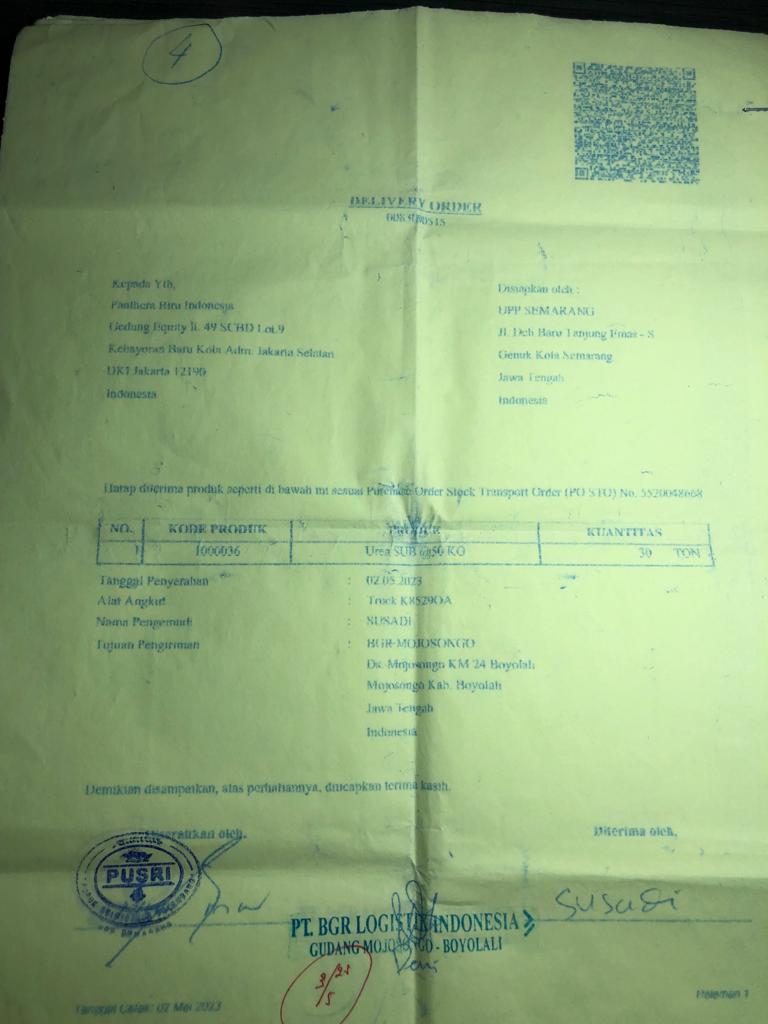 4
DELIVERY ORDER
Kepada Yth,
Panthera Biru Indonesia
Gedung Equity lt. 49 SCBD Lot.9
Kebayoran Baru Kota Adm. Jakarta Selatan
DKI Jakarta 12190
Indonesia
Disiapkan oleh :
UPP SEMARANG
Jl. Deli Baru Tanjung Emas - S
Genuk Kota Semarang
Jawa Tengah
Indonesia
Harap diterima produk seperti di bawah ini sesuai Purchase Order Stock Transport Order (PO STO) No. 5520048668
NO. KODE PRODUK PRODUK KUANTITAS
1 1000036 Urea SUB @50 KG 30 TON
Tanggal Penyerahan : 02.05.2023
Alat Angkut : Truck K8529OA
Nama Pengemudi : SUSADI
Tujuan Pengiriman : BGR-MOJOSONGO
Ds. Mojosongo KM 24 Boyolali
Mojosongo Kab. Boyolali
Jawa Tengah
Indonesia
Demikian disampaikan, atas perhatiannya, diucapkan terima kasih.
Diserahkan oleh,
Diterima oleh,
PUSRI
susadi
PT. BGR LOGISTIK INDONESIA
GUDANG MOJOSONGO - BOYOLALI
Tanggal Cetak: 02 Mei 2023
Halaman 1